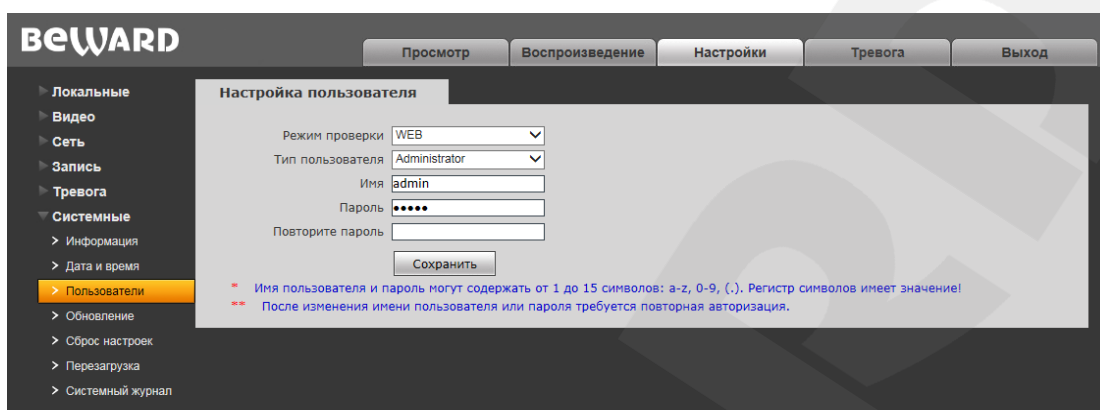 BEWARD
Просмотр Воспроизведение Настройки Тревога Выход
Локальные
Видео
Сеть
Запись
Тревога
Системные
Информация
Дата и время
Пользователи
Обновление
Сброс настроек
Перезагрузка
Системный журнал
Настройка пользователя
Режим проверки WEB
Тип пользователя Administrator
Имя admin
Пароль •••••
Повторите пароль
Сохранить
* Имя пользователя и пароль могут содержать от 1 до 15 символов: a-z, 0-9, (.). Регистр символов имеет значение!
** После изменения имени пользователя или пароля требуется повторная авторизация.